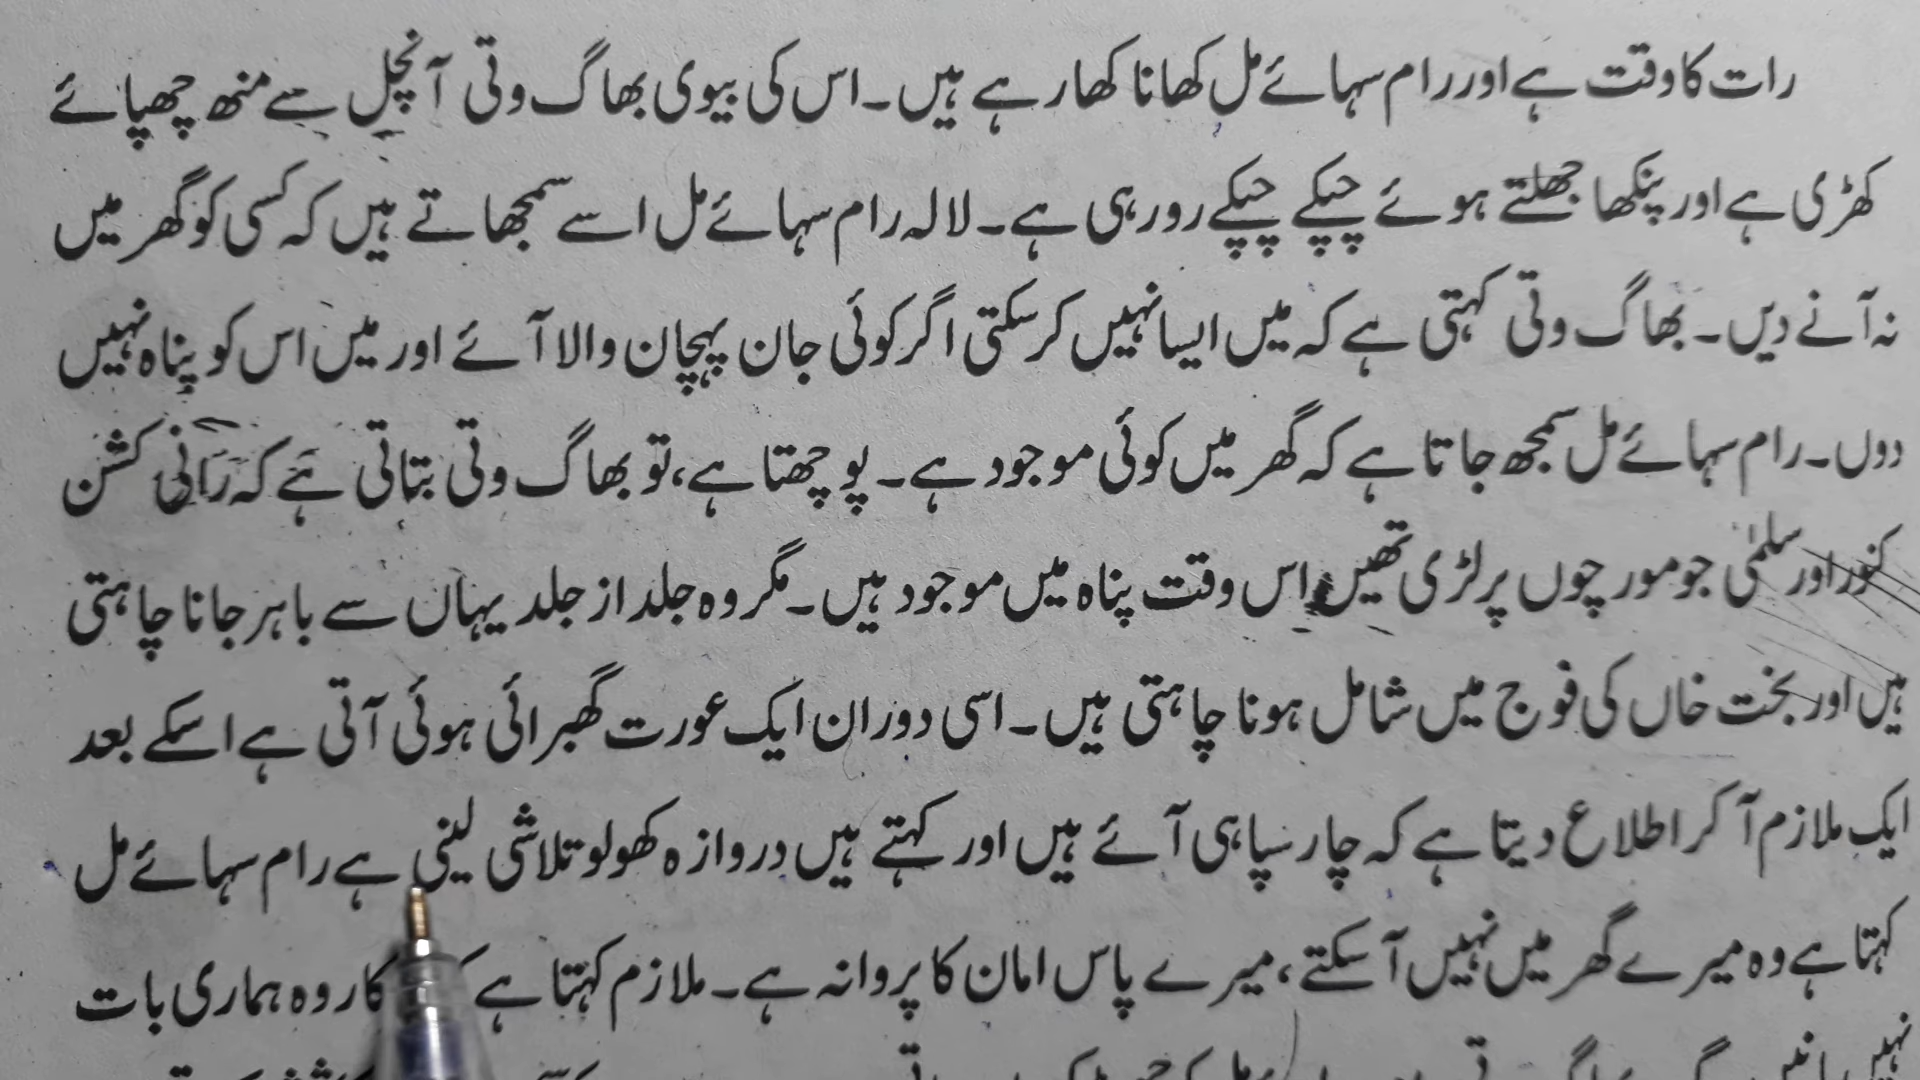 رات کا وقت ہے اور رام سہائے مل کھانا کھا رہے ہیں۔ اس کی بیوی بھاگ وتی آنچل سے منھ چھپائے
کھڑی ہے اور پنکھا جھلتے ہوئے چپکے چپکے رو رہی ہے۔ لالہ رام سہائے مل اسے سمجھاتے ہیں کہ کسی کو گھر میں
نہ آنے دیں۔ بھاگ وتی کہتی ہے کہ میں ایسا نہیں کرسکتی اگر کوئی جان پہچان والا آئے اور میں اس کو پناہ نہیں
دوں۔ رام سہائے مل سمجھ جاتا ہے کہ گھر میں کوئی موجود ہے۔ پوچھتا ہے، تو بھاگ وتی بتاتی ہے کہ رانی کشن
کنور اور سلمٰی جو مورچوں پر لڑی تھیں اس وقت پناہ میں موجود ہیں۔ مگر وہ جلد از جلد یہاں سے باہر جانا چاہتی
ہیں اور بخت خاں کی فوج میں شامل ہونا چاہتی ہیں۔ اسی دوران ایک عورت گھبرائی ہوئی آتی ہے اسکے بعد
ایک ملازم آکر اطلاع دیتا ہے کہ چار سپاہی آئے ہیں اور کہتے ہیں دروازہ کھولو تلاشی لینی ہے رام سہائے مل
کہتا ہے وہ میرے گھر میں نہیں آسکتے، میرے پاس امان کا پروانہ ہے۔ ملازم کہتا ہے کار وہ ہماری بات
نہیں